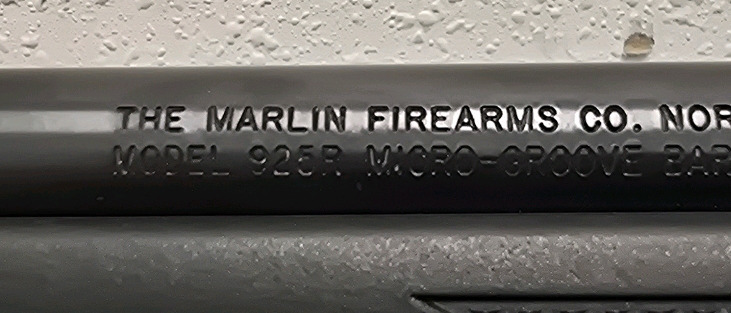 THE MARLIN FIREARMS CO. NOR
MODEL 925R MICRO-GROOVE BAR